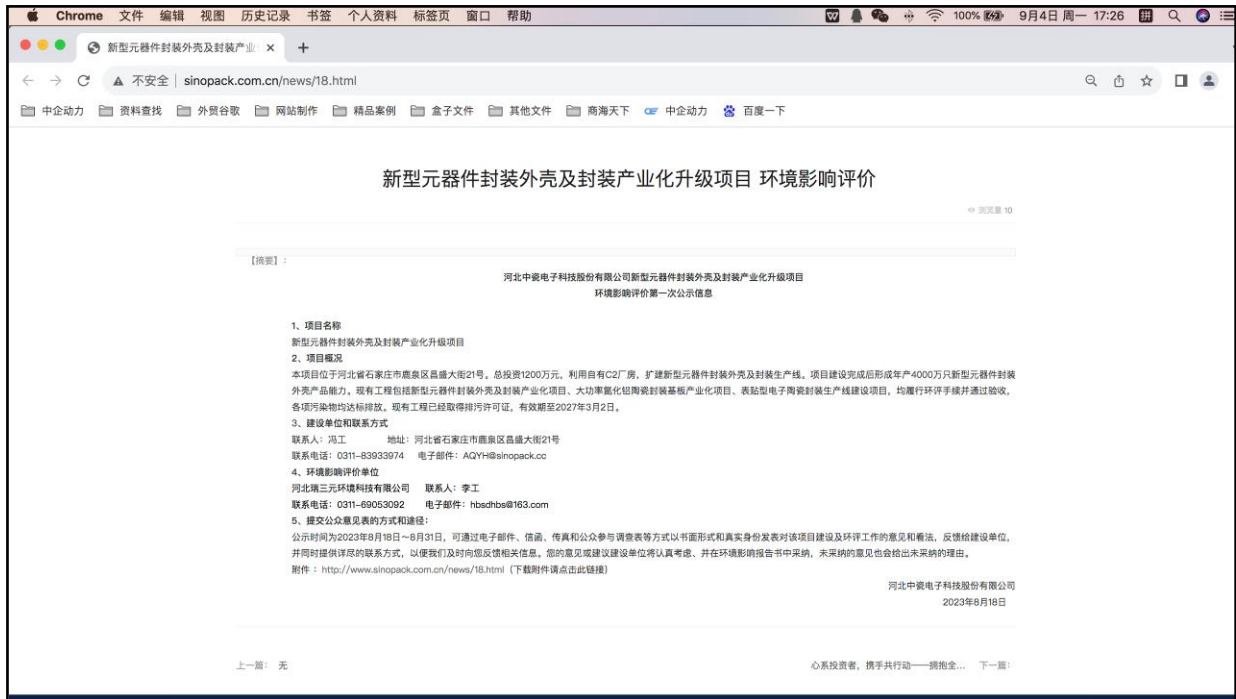 Chrome 文件 编辑 视图 历史记录 书签 个人资料 标签页 窗口 帮助 100% 9月4日 周一 17:26
新型元器件封装外壳及封装产业
不安全 | sinopack.com.cn/news/18.html
中企动力 资料查找 外贸谷歌 网站制作 精品案例 盒子文件 其他文件 商海天下 中企动力 百度一下
新型元器件封装外壳及封装产业化升级项目 环境影响评价
浏览量 10
【摘要】:
河北中瓷电子科技股份有限公司新型元器件封装外壳及封装产业化升级项目
环境影响评价第一次公示信息
1、项目名称
新型元器件封装外壳及封装产业化升级项目
2、项目概况
本项目位于河北省石家庄市鹿泉区昌盛大街21号。总投资1200万元。利用自有C2厂房，扩建新型元器件封装外壳及封装生产线。项目建设完成后形成年产4000万只新型元器件封装
外壳产品能力。现有工程包括新型元器件封装外壳及封装产业化项目、大功率氮化铝陶瓷封装基板产业化项目、表贴型电子陶瓷封装生产线建设项目，均履行环评手续并通过验收，
各项污染物均达标排放。现有工程已经取得排污许可证，有效期至2027年3月2日。
3、建设单位和联系方式
联系人：冯工 地址：河北省石家庄市鹿泉区昌盛大街21号
联系电话：0311-83933974 电子邮件：AQYH@sinopack.cc
4、环境影响评价单位
河北瑞三元环境科技有限公司 联系人：李工
联系电话：0311-69053092 电子邮件：hbsdhbs@163.com
5、提交公众意见表的方式和途径：
公示时间为2023年8月18日～8月31日，可通过电子邮件、信函、传真和公众参与调查表等方式以书面形式和真实身份发表对该项目建设及环评工作的意见和看法，反馈给建设单位，
并同时提供详尽的联系方式，以便我们及时向您反馈相关信息。您的意见或建议建设单位将认真考虑、并在环境影响报告书中采纳，未采纳的意见也会给出未采纳的理由。
附件：http://www.sinopack.com.cn/news/18.html（下载附件请点击此链接）
河北中瓷电子科技股份有限公司
2023年8月18日
上一篇： 无 心系投资者，携手共行动——拥抱全... 下一篇：